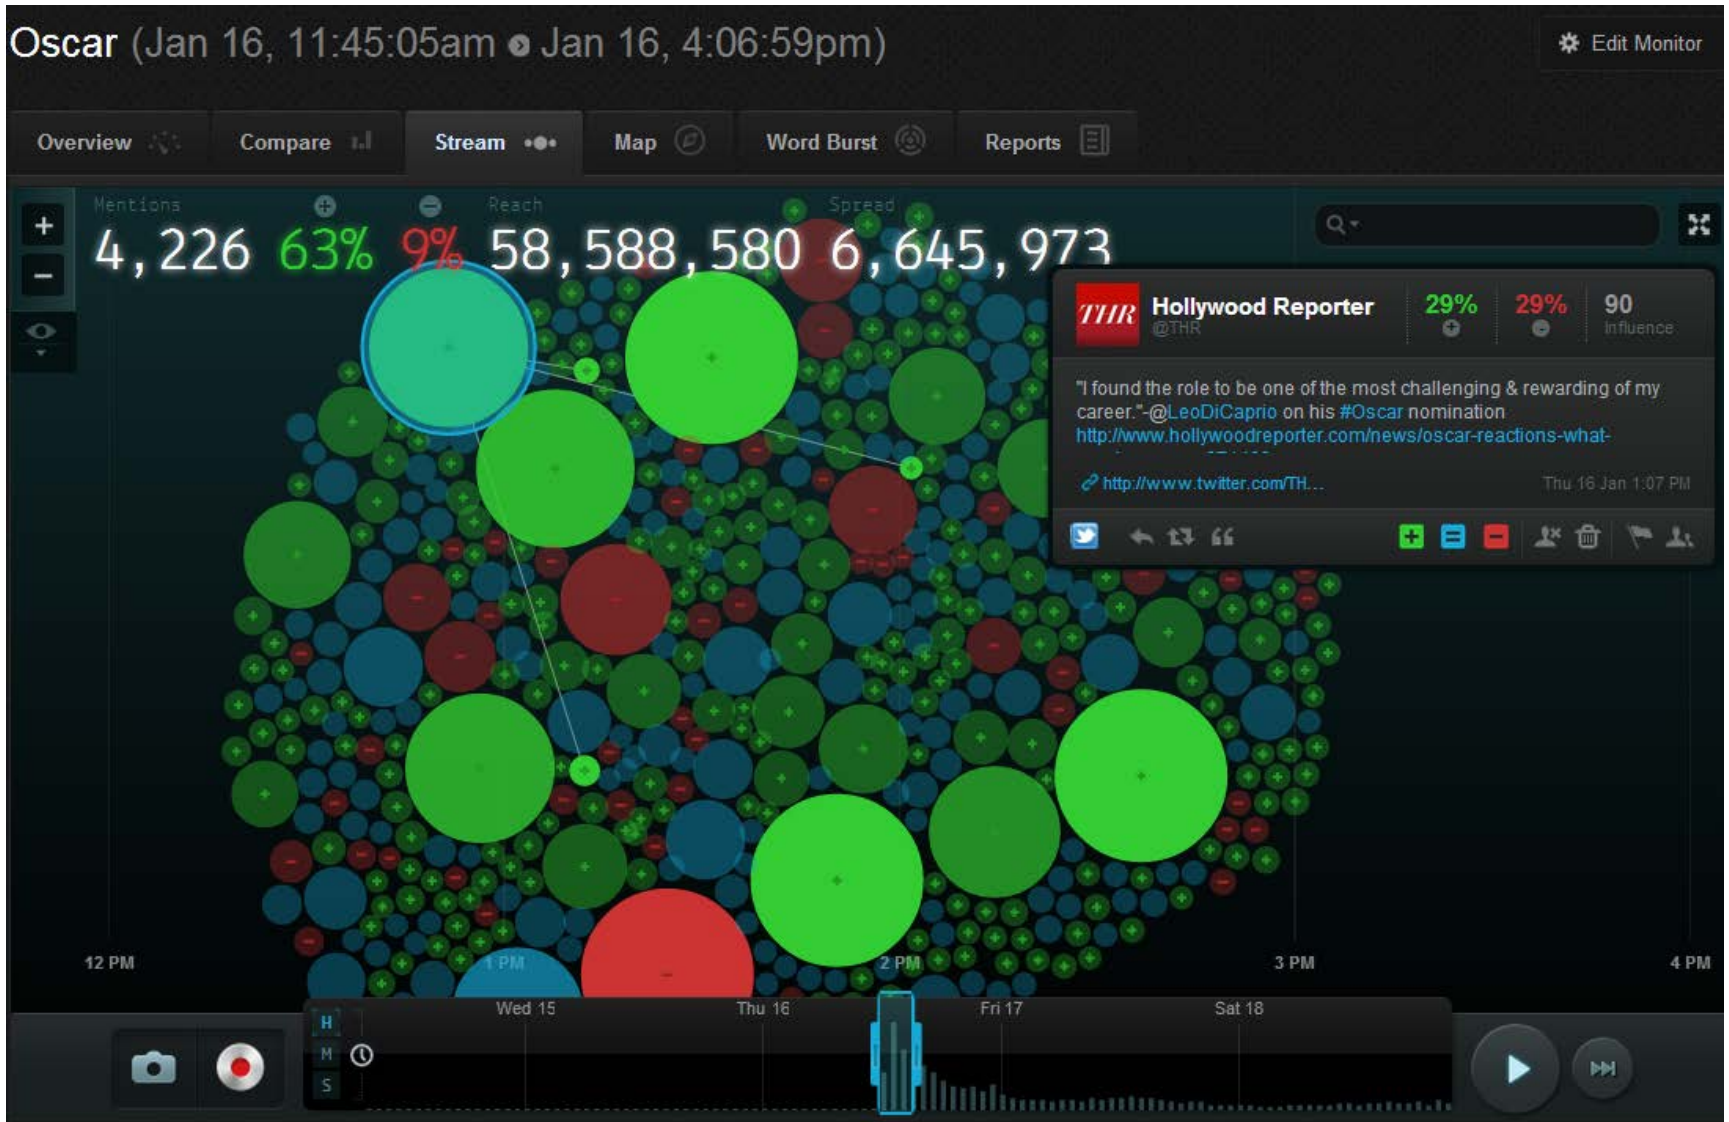 Oscar (Jan 16, 11:45:05am Jan 16, 4:06:59pm)
Edit Monitor
Overview Compare Stream Map Word Burst Reports
Mentions Reach Spread
4,226 63% 9% 58,588,580 6,645,973
THR Hollywood Reporter 29% 29% 90
@THR Influence
"I found the role to be one of the most challenging & rewarding of my
career."-@LeoDiCaprio on his #Oscar nomination
http://www.hollywoodreporter.com/news/oscar-reactions-what-
http://www.twitter.com/TH... Thu 16 Jan 1:07 PM
12 PM 1 PM 2 PM 3 PM 4 PM
Wed 15 Thu 16 Fri 17 Sat 18
H
M
S